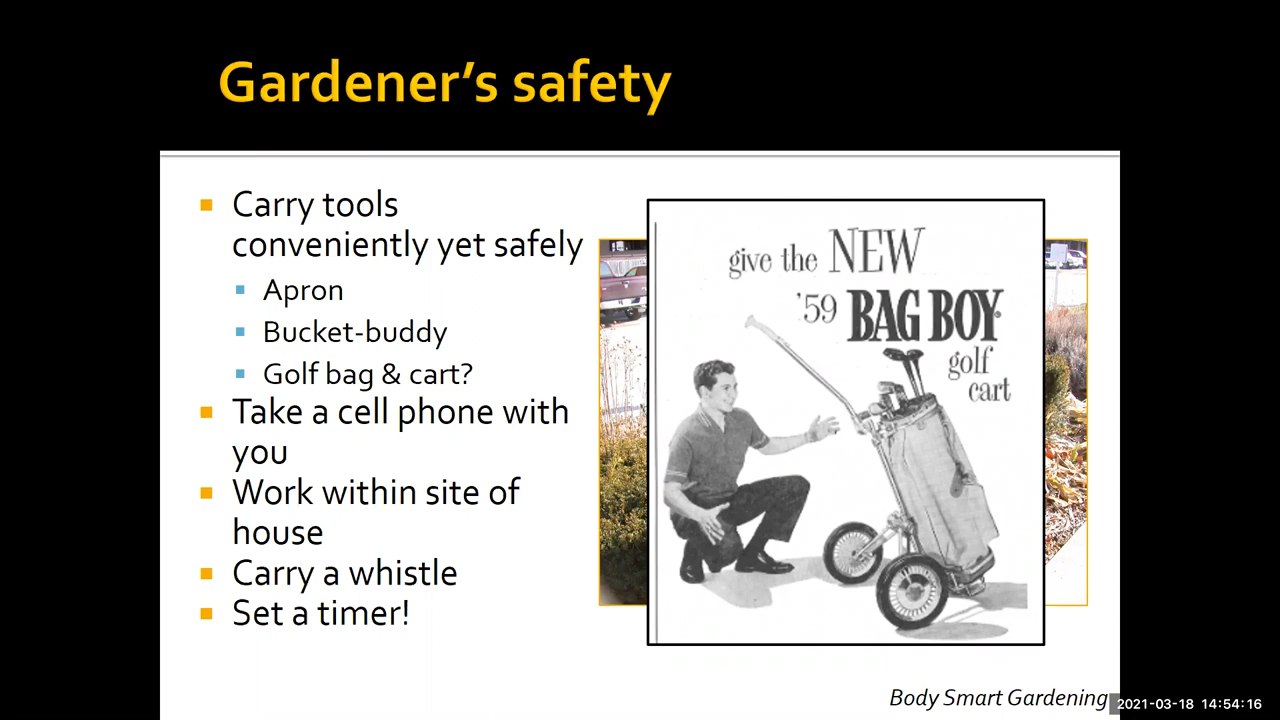 Gardener's safety
Carry tools
conveniently yet safely
Apron
Bucket-buddy
Golf bag & cart?
Take a cell phone with
you
Work within site of
house
Carry a whistle
Set a timer!
give the NEW
'59 BAG BOY
golf
cart
Body Smart Gardening
2021-03-18 14:54:16